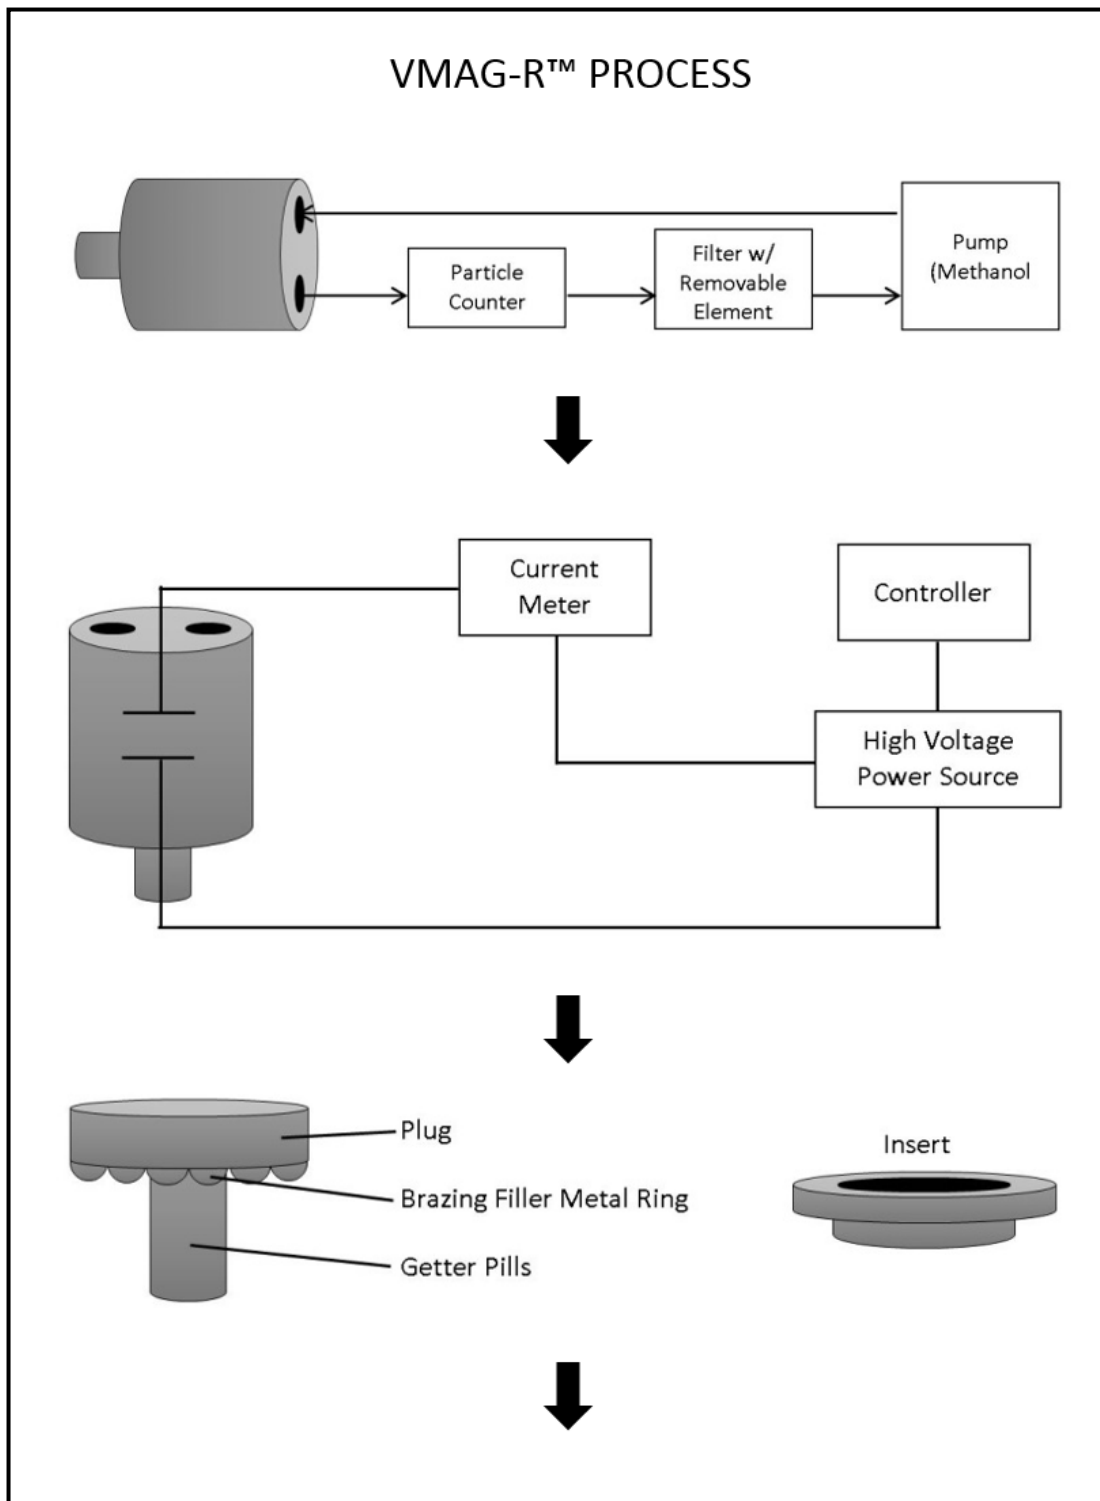 VMAG-R™ PROCESS
Particle
Counter
Filter w/
Removable
Element
Pump
(Methanol
Current
Meter
Controller
High Voltage
Power Source
Plug
Brazing Filler Metal Ring
Getter Pills
Insert